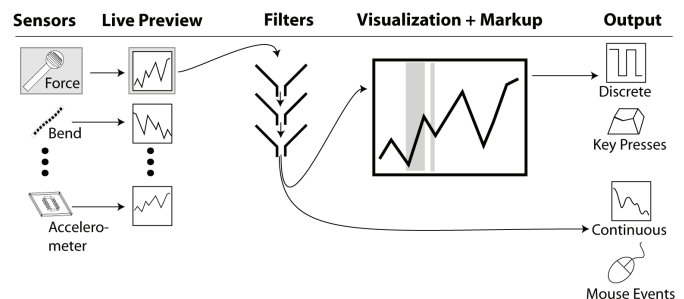 Sensors Live Preview Filters Visualization + Markup Output
Force
Discrete
Bend
Key Presses
Accelero-
meter
Continuous
Mouse Events